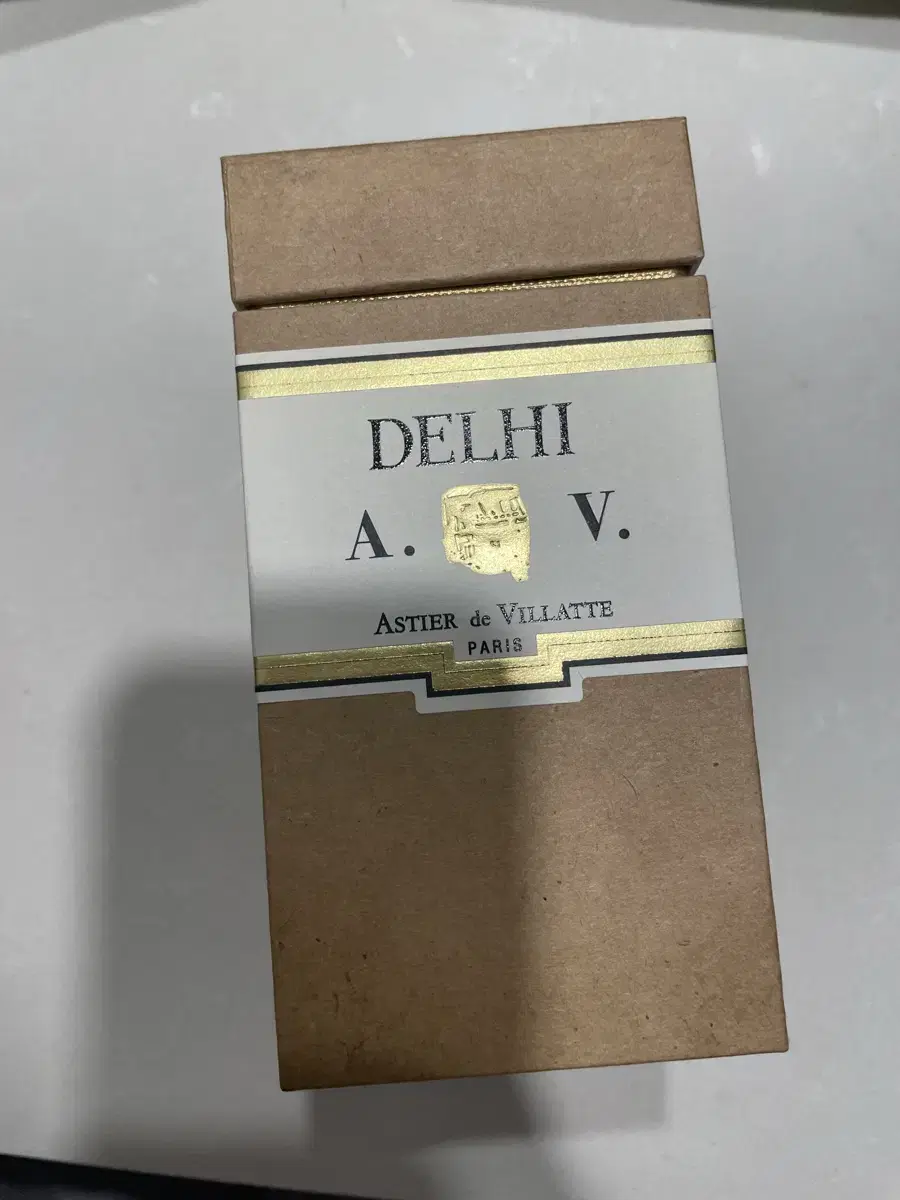 DELHI
A. V.
ASTIER de VILLATTE
PARIS